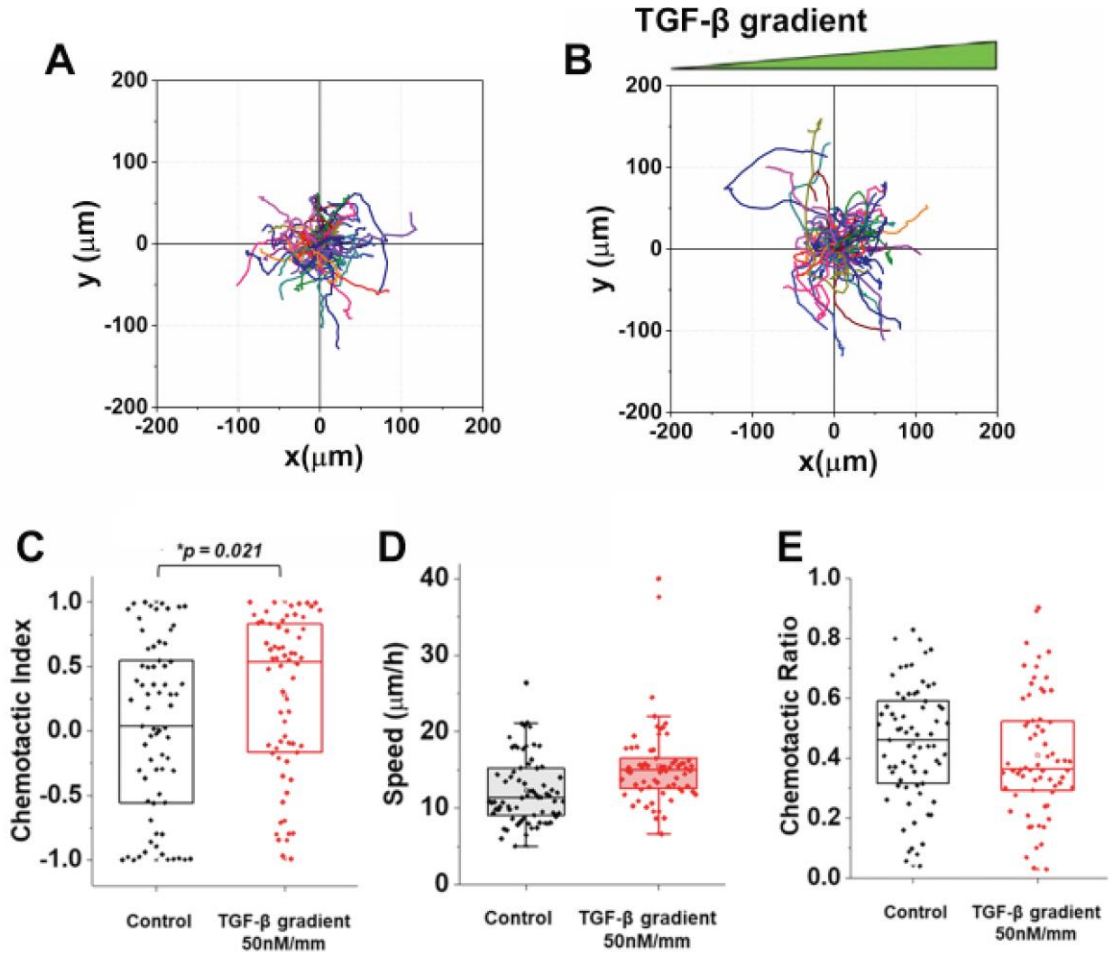 TGF-β gradient
A
B
200
100
0
-100
-200
y (μm)
-200
-100
0
100
200
x(μm)
200
100
0
-100
-200
y (μm)
-200
-100
0
100
200
x(μm)
C
*p = 0.021
1.0
0.5
0.0
-0.5
-1.0
Chemotactic Index
Control
TGF-β gradient
50nM/mm
D
40
30
20
10
0
Speed (μm/h)
Control
TGF-β gradient
50nM/mm
E
1.0
0.8
0.6
0.4
0.2
0.0
Chemotactic Ratio
Control
TGF-β gradient
50nM/mm